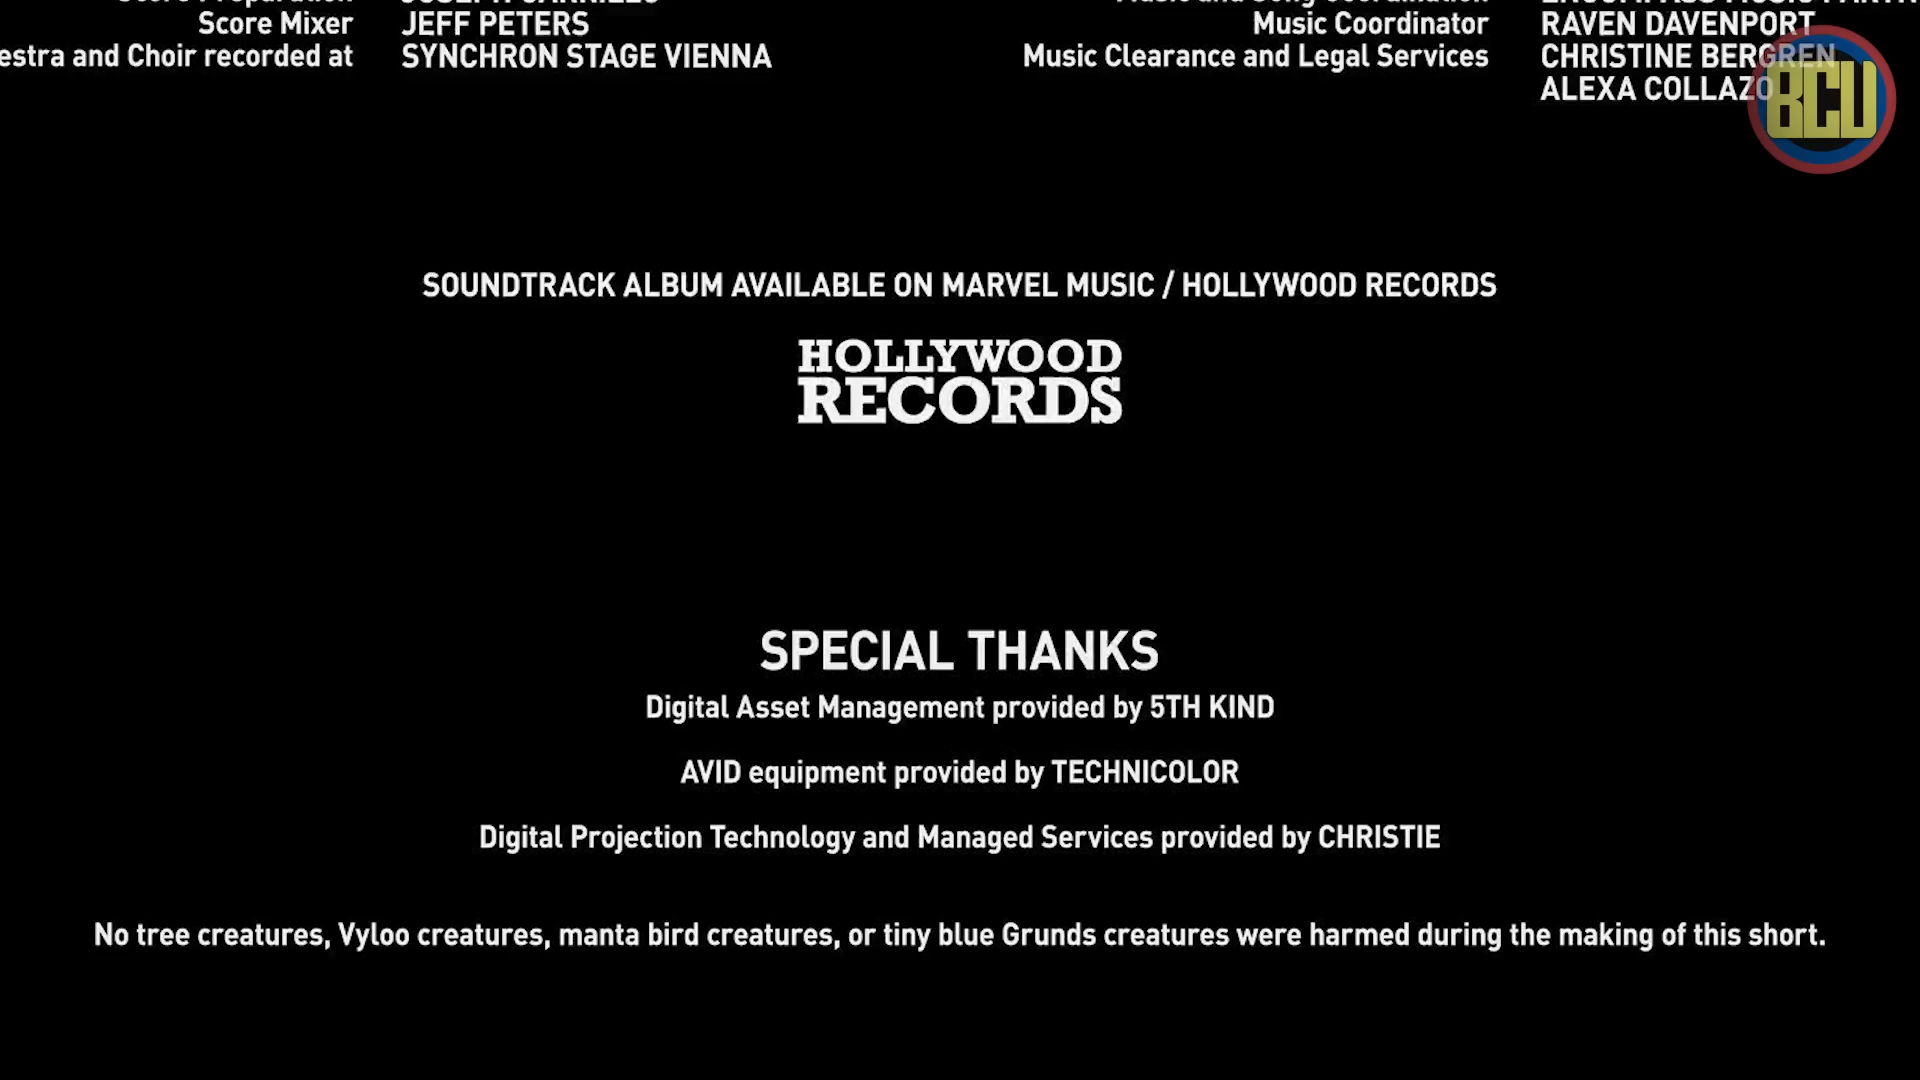 Score Mixer JEFF PETERS
estra and Choir recorded at SYNCHRON STAGE VIENNA
Music Coordinator RAVEN DAVENPORT
Music Clearance and Legal Services CHRISTINE BERGREN
ALEXA COLLAZO
BCU
SOUNDTRACK ALBUM AVAILABLE ON MARVEL MUSIC / HOLLYWOOD RECORDS
HOLLYWOOD
RECORDS
SPECIAL THANKS
Digital Asset Management provided by 5TH KIND
AVID equipment provided by TECHNICOLOR
Digital Projection Technology and Managed Services provided by CHRISTIE
No tree creatures, Vyloo creatures, manta bird creatures, or tiny blue Grunds creatures were harmed during the making of this short.